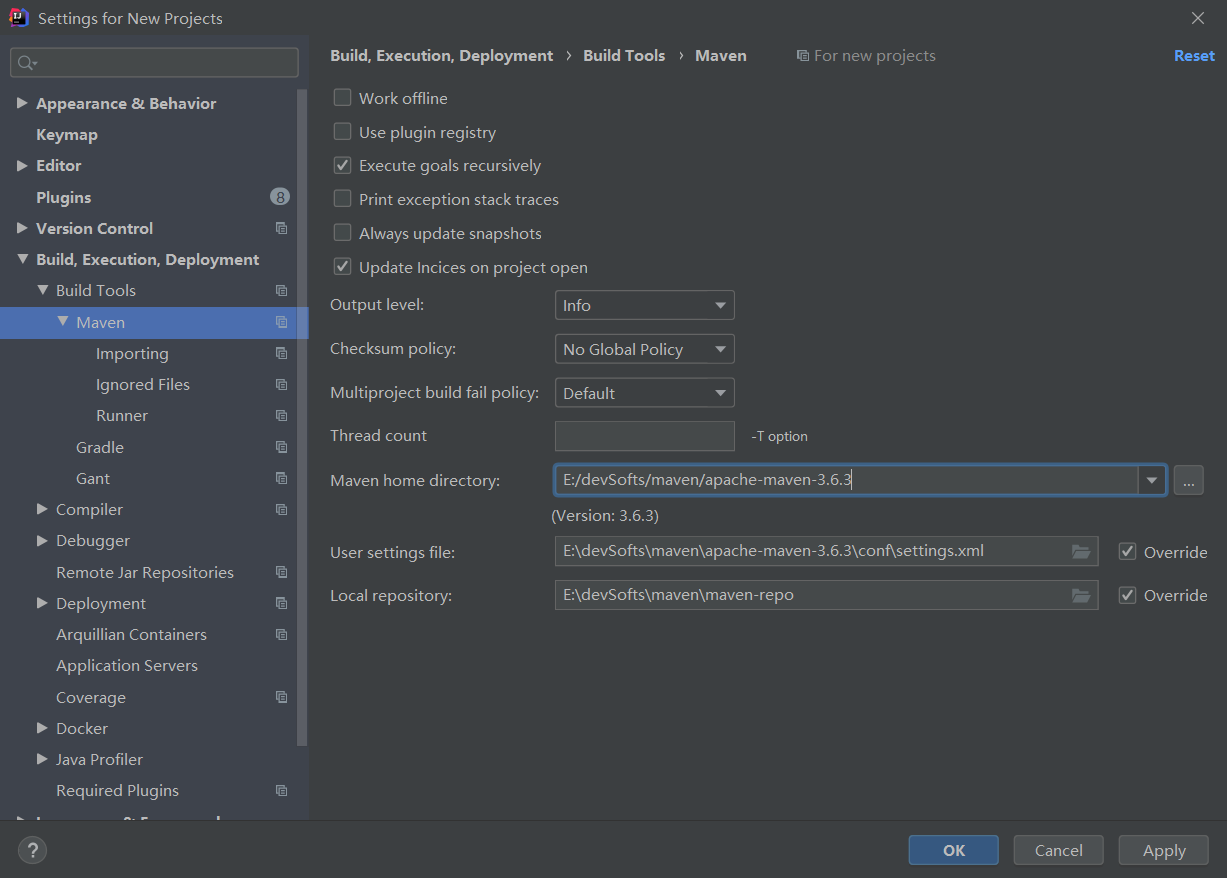 Settings for New Projects
Build, Execution, Deployment › Build Tools › Maven For new projects Reset
Appearance & Behavior
Keymap
Editor
Plugins 8
Version Control
Build, Execution, Deployment
Build Tools
Maven
Importing
Ignored Files
Runner
Gradle
Gant
Compiler
Debugger
Remote Jar Repositories
Deployment
Arquillian Containers
Application Servers
Coverage
Docker
Java Profiler
Required Plugins
Work offline
Use plugin registry
Execute goals recursively
Print exception stack traces
Always update snapshots
Update Incices on project open
Output level: Info
Checksum policy: No Global Policy
Multiproject build fail policy: Default
Thread count -T option
Maven home directory: E:/devSofts/maven/apache-maven-3.6.3 ...
(Version: 3.6.3)
User settings file: E:\devSofts\maven\apache-maven-3.6.3\conf\settings.xml Override
Local repository: E:\devSofts\maven\maven-repo Override
? OK Cancel Apply